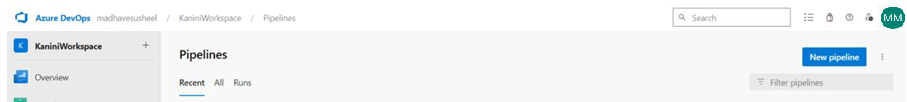 Azure DevOps madhavesusheel / KaniniWorkspace / Pipelines
Search
MM
K KaniniWorkspace +
Overview
Pipelines
New pipeline
Recent All Runs
Filter pipelines